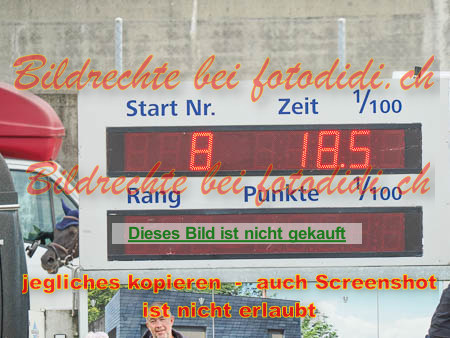 Bildrechte bei fotodidi.ch
Start Nr. Zeit 1/100
8 18.5
Bildrechte bei fotodidi.ch
Rang Punkte 1/100
Dieses Bild ist nicht gekauft
jegliches kopieren - auch Screenshot
ist nicht erlaubt